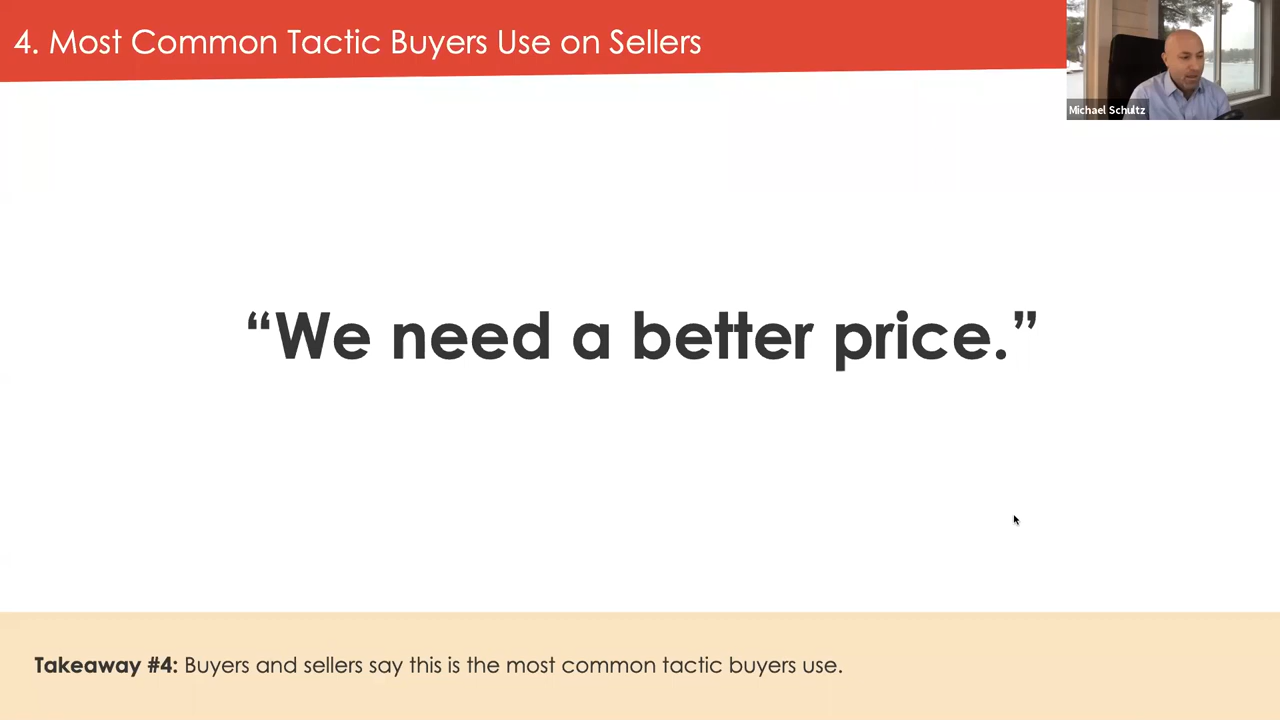 4. Most Common Tactic Buyers Use on Sellers
Michael Schultz
“We need a better price.”
Takeaway #4: Buyers and sellers say this is the most common tactic buyers use.